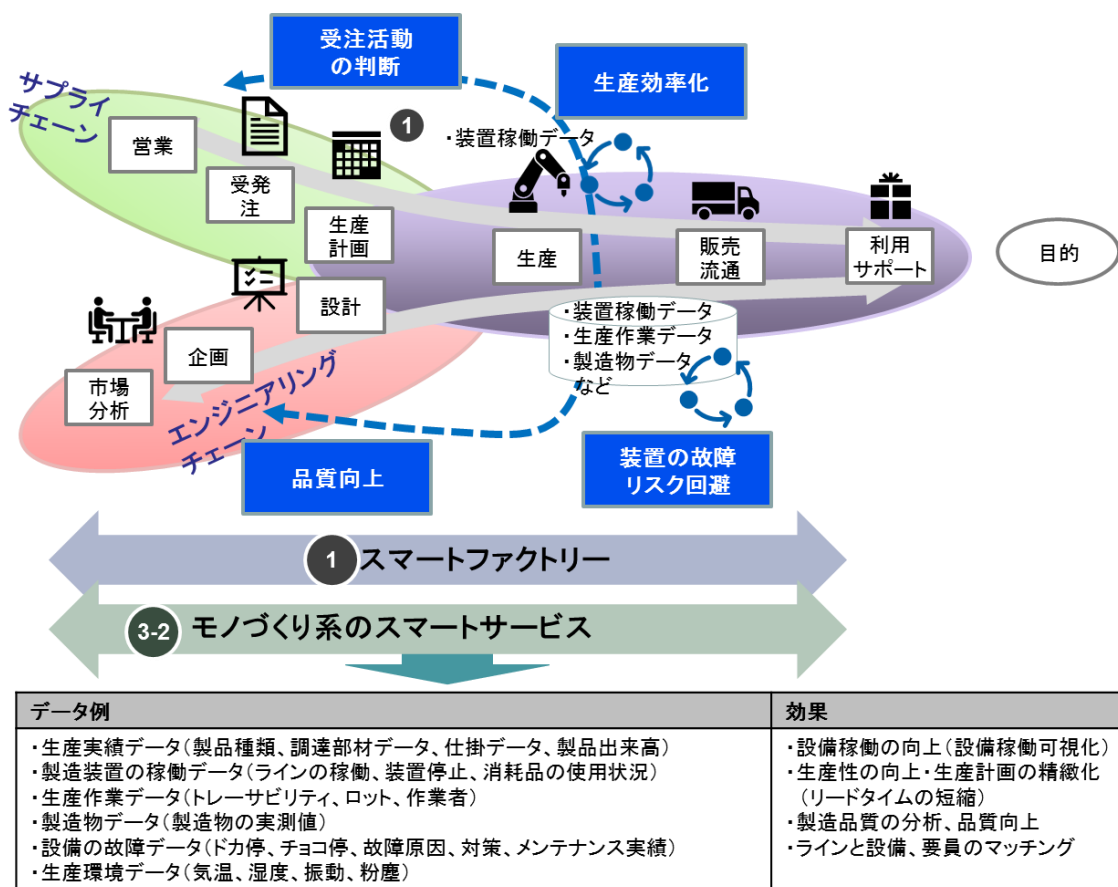 受注活動
の判断
生産効率化
サプライ
チェーン
営業
受発
注
1
・装置稼働データ
生産
計画
生産
販売
流通
利用
サポート
目的
設計
企画
市場
分析
エンジニアリング
チェーン
・装置稼働データ
・生産作業データ
・製造物データ
など
品質向上
装置の故障
リスク回避
1 スマートファクトリー
3-2 モノづくり系のスマートサービス
データ例
・生産実績データ(製品種類、調達部材データ、仕掛データ、製品出来高)
・製造装置の稼働データ(ラインの稼働、装置停止、消耗品の使用状況)
・生産作業データ(トレーサビリティ、ロット、作業者)
・製造物データ(製造物の実測値)
・設備の故障データ(ドカ停、チョコ停、故障原因、対策、メンテナンス実績)
・生産環境データ(気温、湿度、振動、粉塵)
効果
・設備稼働の向上(設備稼働可視化)
・生産性の向上・生産計画の精緻化
(リードタイムの短縮)
・製造品質の分析、品質向上
・ラインと設備、要員のマッチング